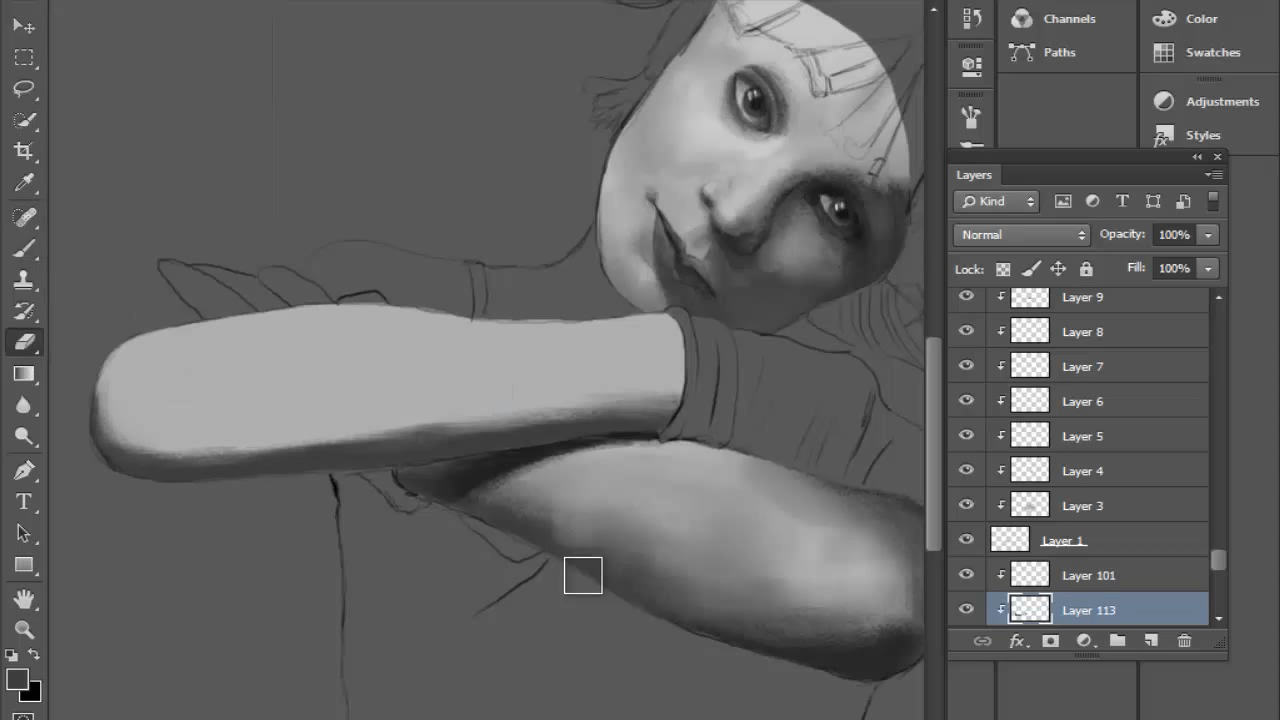 Channels
Color
Paths
Swatches
Adjustments
Styles
Layers
Kind
Normal
Opacity: 100%
Lock:
Fill: 100%
Layer 9
Layer 8
Layer 7
Layer 6
Layer 5
Layer 4
Layer 3
Layer 1
Layer 101
Layer 113